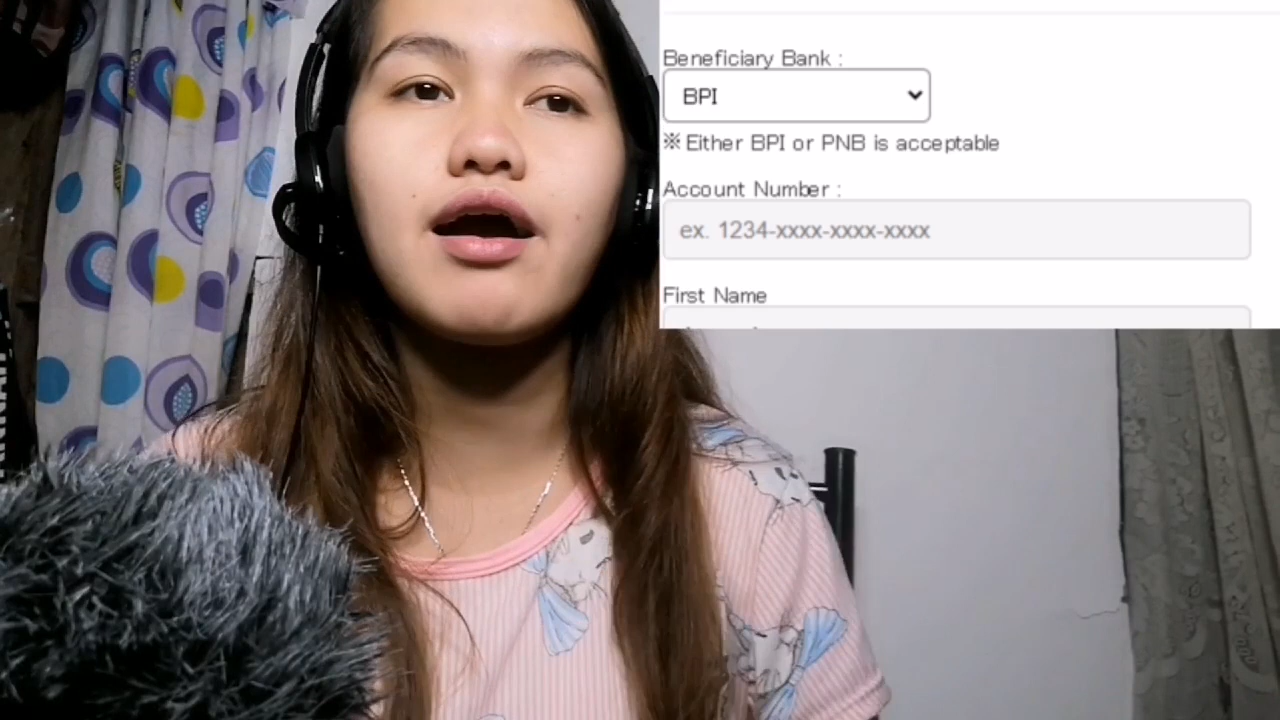 Beneficiary Bank :
BPI
※ Either BPI or PNB is acceptable
Account Number :
ex. 1234-xxxx-xxxx-xxxx
First Name